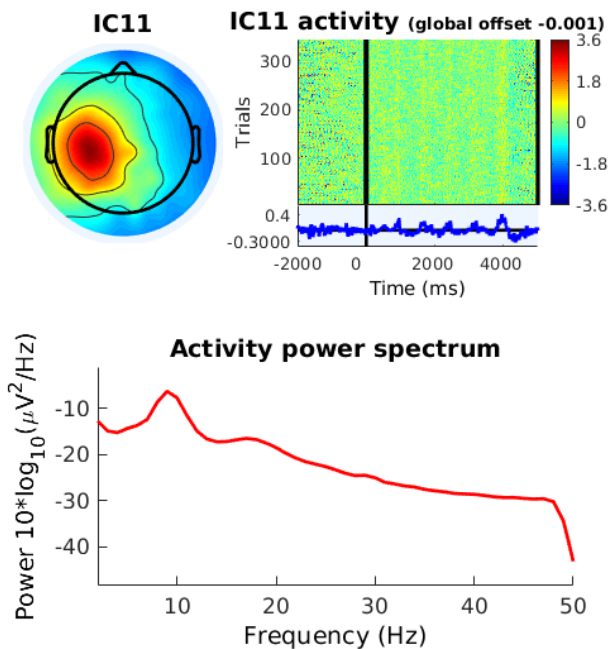 IC11
IC11 activity (global offset -0.001)
Trials
300
200
100
3.6
1.8
0
-1.8
-3.6
0.4
-0.3000
-2000 0 2000 4000
Time (ms)
Activity power spectrum
Power 10*log10(μV2/Hz)
-10
-20
-30
-40
10 20 30 40 50
Frequency (Hz)